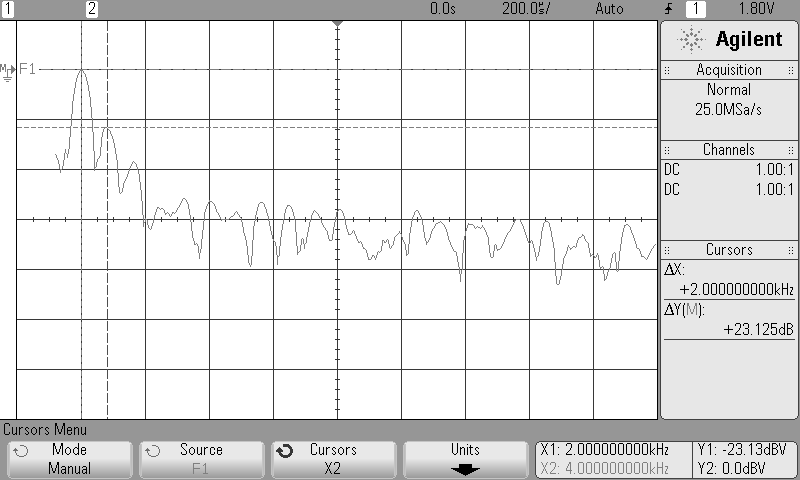 1 2 0.0s 200.0㎲/ Auto 1 1.80V
M F1
Agilent
Acquisition
Normal
25.0MSa/s
Channels
DC 1.00:1
DC 1.00:1
Cursors
ΔX:
+2.000000000kHz
ΔY(M):
+23.125dB
Cursors Menu
Mode
Manual
Source
F1
Cursors
X2
Units
X1: 2.000000000kHz
X2: 4.000000000kHz
Y1: -23.13dBV
Y2: 0.0dBV